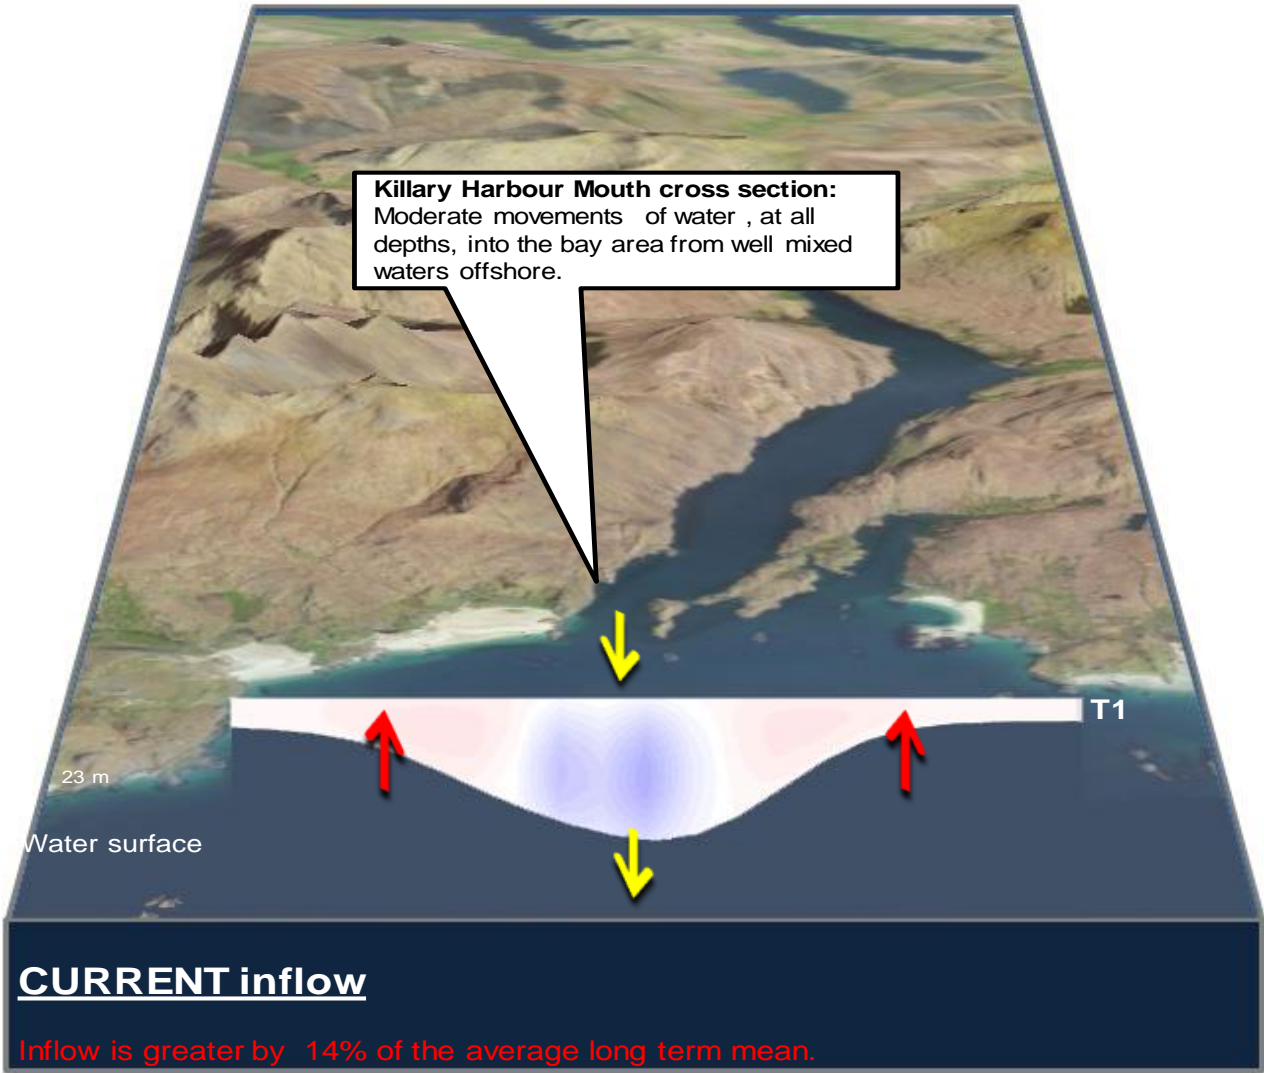 Killary Harbour Mouth cross section:
Moderate movements of water , at all
depths, into the bay area from well mixed
waters offshore.
T1
23 m
Water surface
CURRENT inflow
Inflow is greater by 14% of the average long term mean.